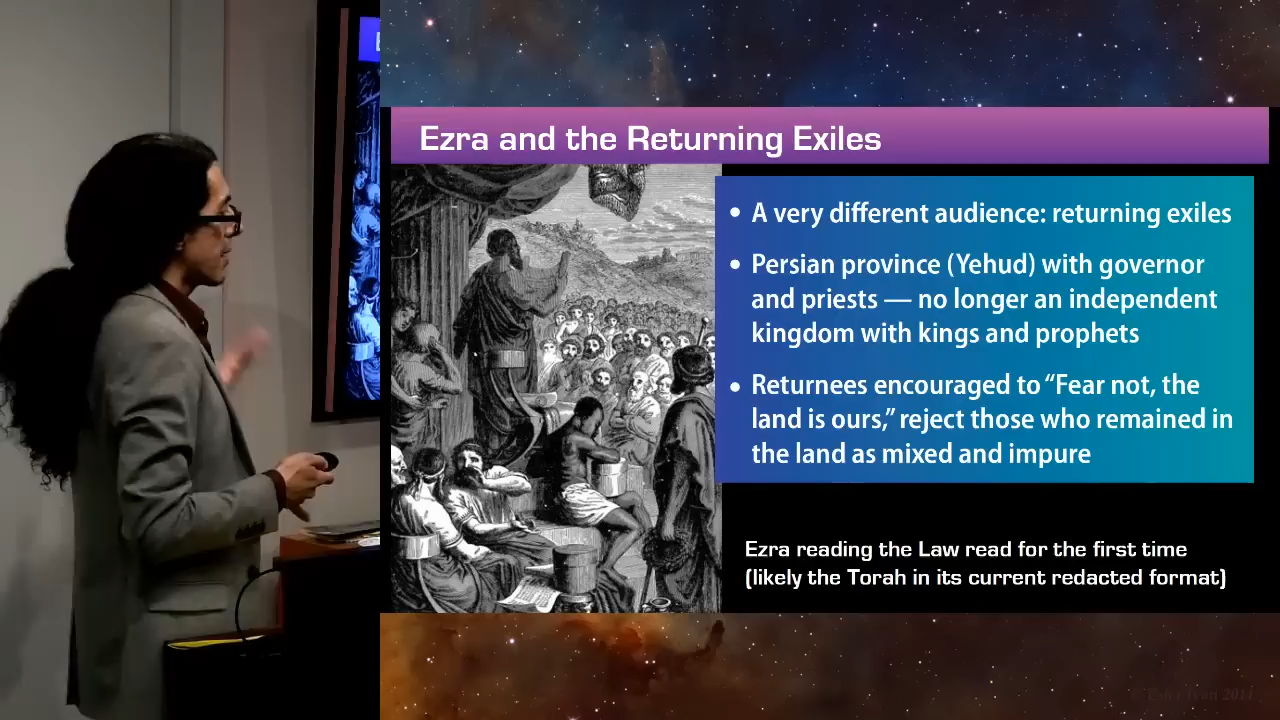 Ezra and the Returning Exiles
• A very different audience: returning exiles
• Persian province (Yehud) with governor
and priests — no longer an independent
kingdom with kings and prophets
• Returnees encouraged to “Fear not, the
land is ours,” reject those who remained in
the land as mixed and impure
Ezra reading the Law read for the first time
(likely the Torah in its current redacted format)